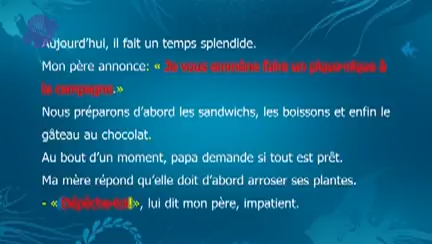 Aujourd'hui, il fait un temps splendide.
Mon père annonce: « Je vous emmène faire un pique-nique à
la campagne.»
Nous préparons d'abord les sandwichs, les boissons et enfin le
gâteau au chocolat.
Au bout d'un moment, papa demande si tout est prêt.
Ma mère répond qu'elle doit d'abord arroser ses plantes.
- « Dépêche-toi!», lui dit mon père, impatient.